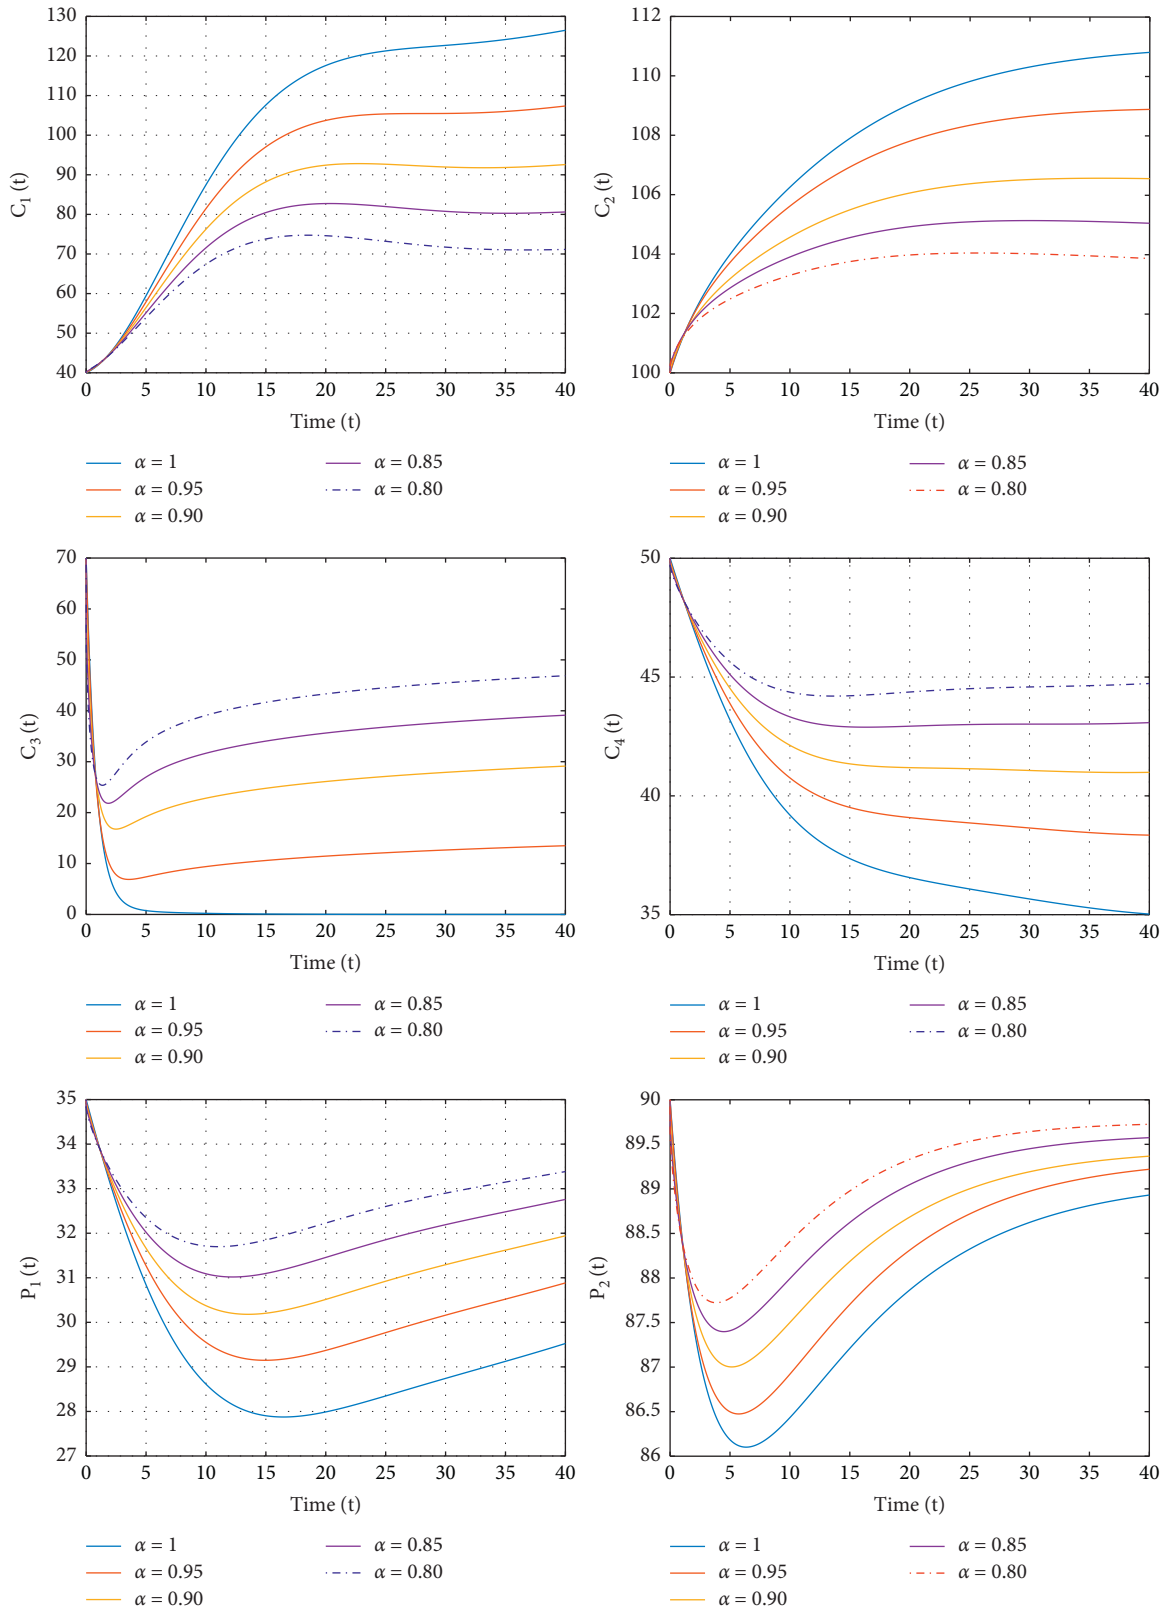 130
120
110
100
90
80
70
60
50
40
C1 (t)
0 5 10 15 20 25 30 35 40
Time (t)
α = 1
α = 0.95
α = 0.90
α = 0.85
α = 0.80
112
110
108
106
104
102
100
C2 (t)
0 5 10 15 20 25 30 35 40
Time (t)
α = 1
α = 0.95
α = 0.90
α = 0.85
α = 0.80
70
60
50
40
30
20
10
0
C3 (t)
0 5 10 15 20 25 30 35 40
Time (t)
α = 1
α = 0.95
α = 0.90
α = 0.85
α = 0.80
50
45
40
35
C4 (t)
0 5 10 15 20 25 30 35 40
Time (t)
α = 1
α = 0.95
α = 0.90
α = 0.85
α = 0.80
35
34
33
32
31
30
29
28
27
P1 (t)
0 5 10 15 20 25 30 35 40
Time (t)
α = 1
α = 0.95
α = 0.90
α = 0.85
α = 0.80
90
89.5
89
88.5
88
87.5
87
86.5
86
P2 (t)
0 5 10 15 20 25 30 35 40
Time (t)
α = 1
α = 0.95
α = 0.90
α = 0.85
α = 0.80